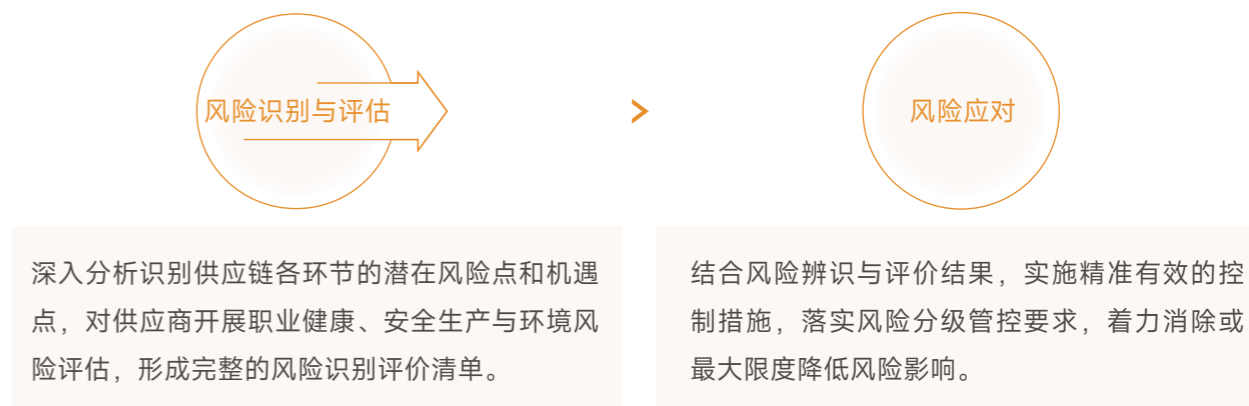 风险识别与评估
风险应对
深入分析识别供应链各环节的潜在风险点和机遇
点，对供应商开展职业健康、安全生产与环境风
险评估，形成完整的风险识别评价清单。
结合风险辨识与评价结果，实施精准有效的控
制措施，落实风险分级管控要求，着力消除或
最大限度降低风险影响。